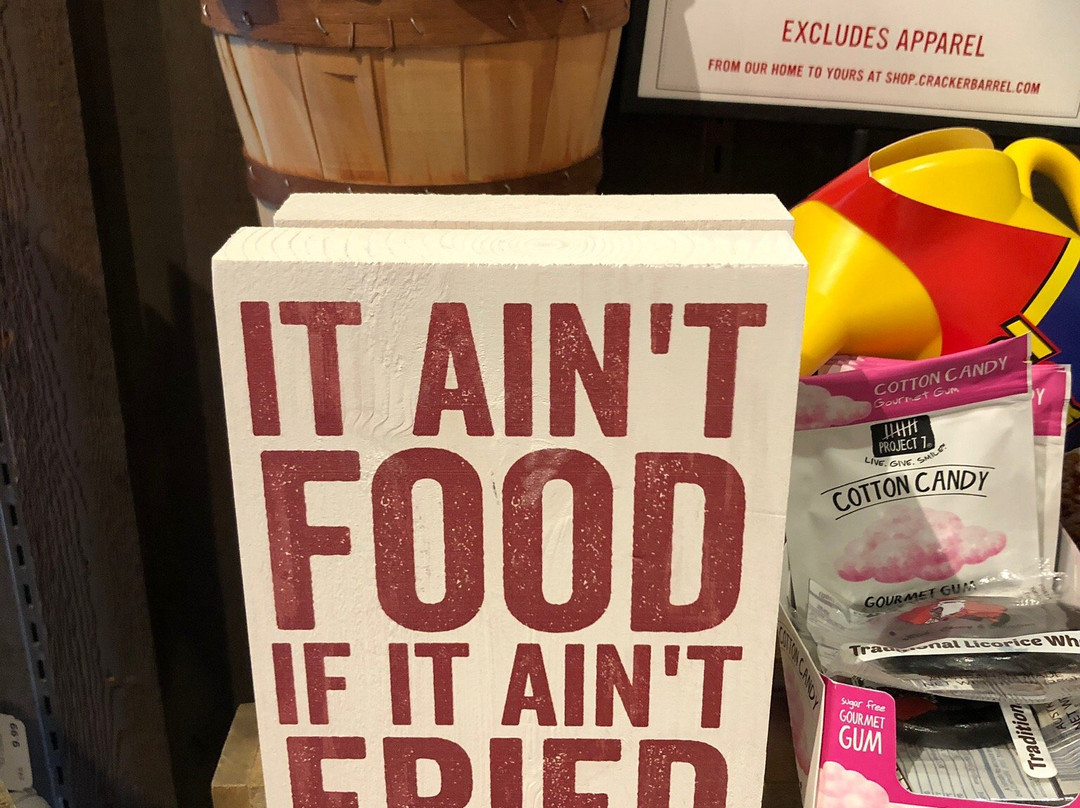 EXCLUDES APPAREL
FROM OUR HOME TO YOURS AT SHOP.CRACKERBARREL.COM
IT AIN'T
FOOD
IF IT AIN'T
FRIED
COTTON CANDY
Gourmet Gum
PROJECT 7
LIVE. GIVE. SMILE.
COTTON CANDY
GOURMET GUM
Traditional Licorice Wh
sugar free
GOURMET
GUM
COTTON CANDY
Tradition
9.99